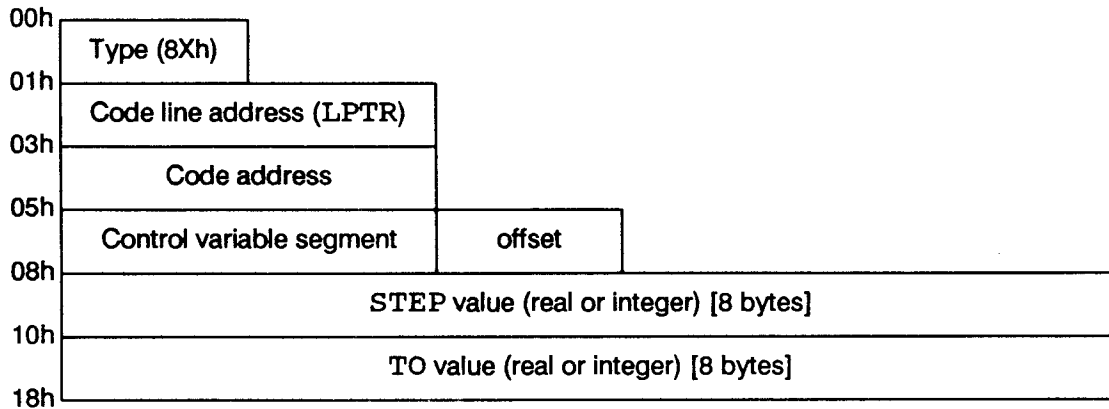 00h
Type (8Xh)
01h
Code line address (LPTR)
03h
Code address
05h
Control variable segment offset
08h
STEP value (real or integer) [8 bytes]
10h
TO value (real or integer) [8 bytes]
18h